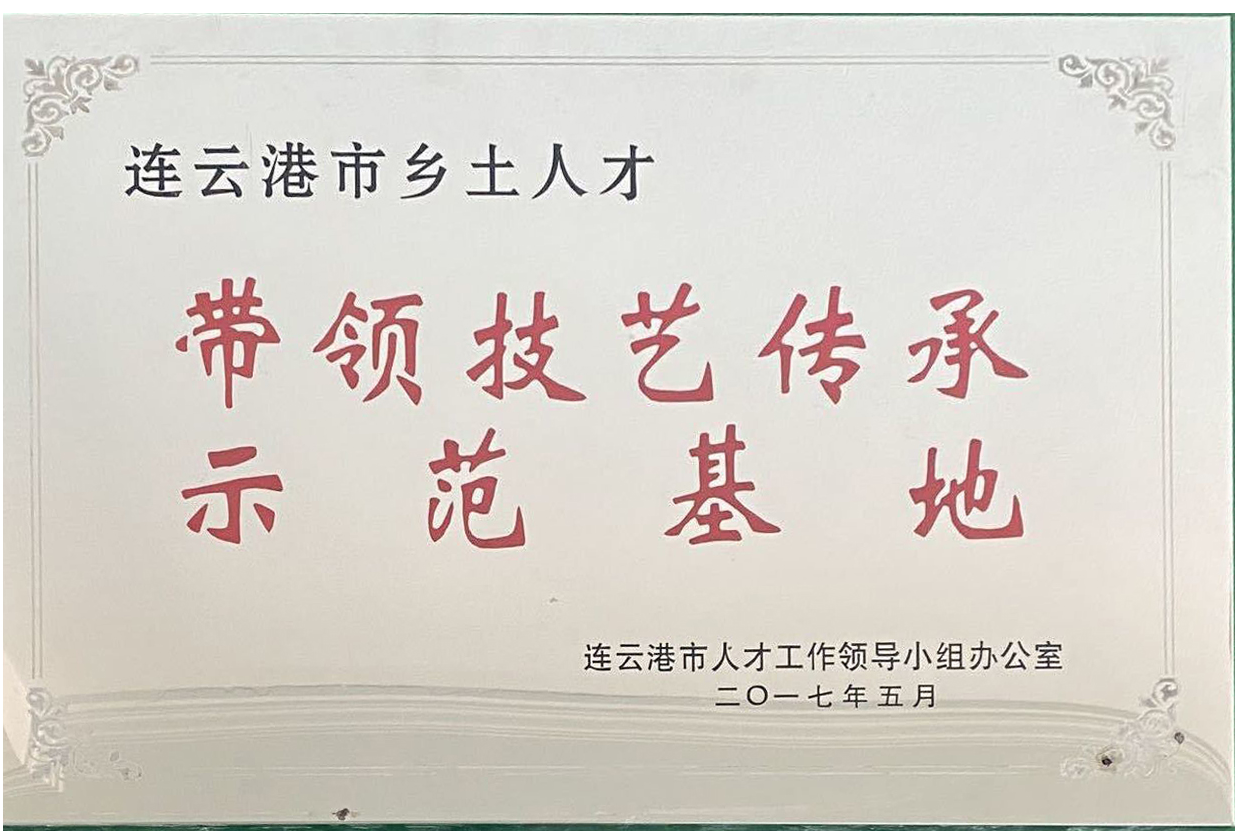 连云港市乡土人才
带领技艺传承
示范基地
连云港市人才工作领导小组办公室
二〇一七年五月